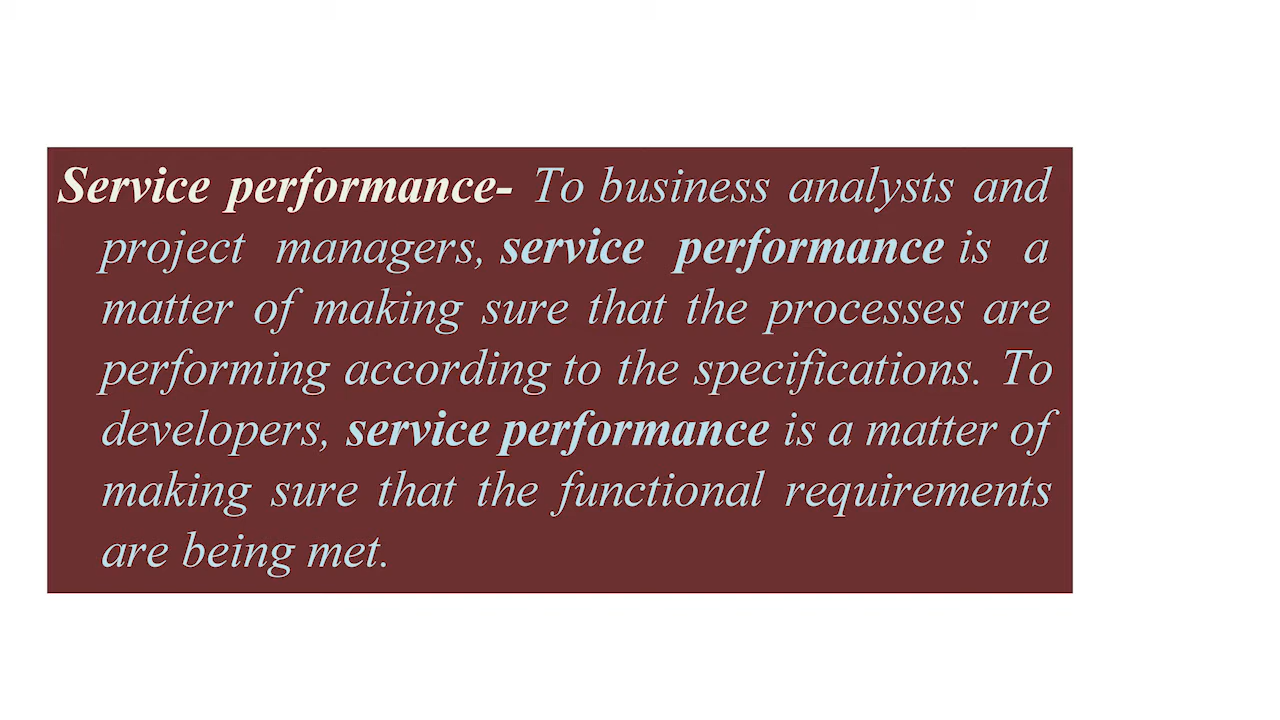 Service performance- To business analysts and
project managers, service performance is a
matter of making sure that the processes are
performing according to the specifications. To
developers, service performance is a matter of
making sure that the functional requirements
are being met.